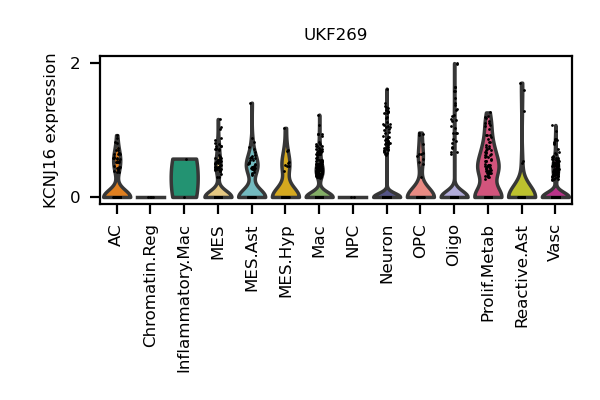 UKF269
KCNJ16 expression
2
0
AC
Chromatin.Reg
Inflammatory.Mac
MES
MES.Ast
MES.Hyp
Mac
NPC
Neuron
OPC
Oligo
Prolif.Metab
Reactive.Ast
Vasc